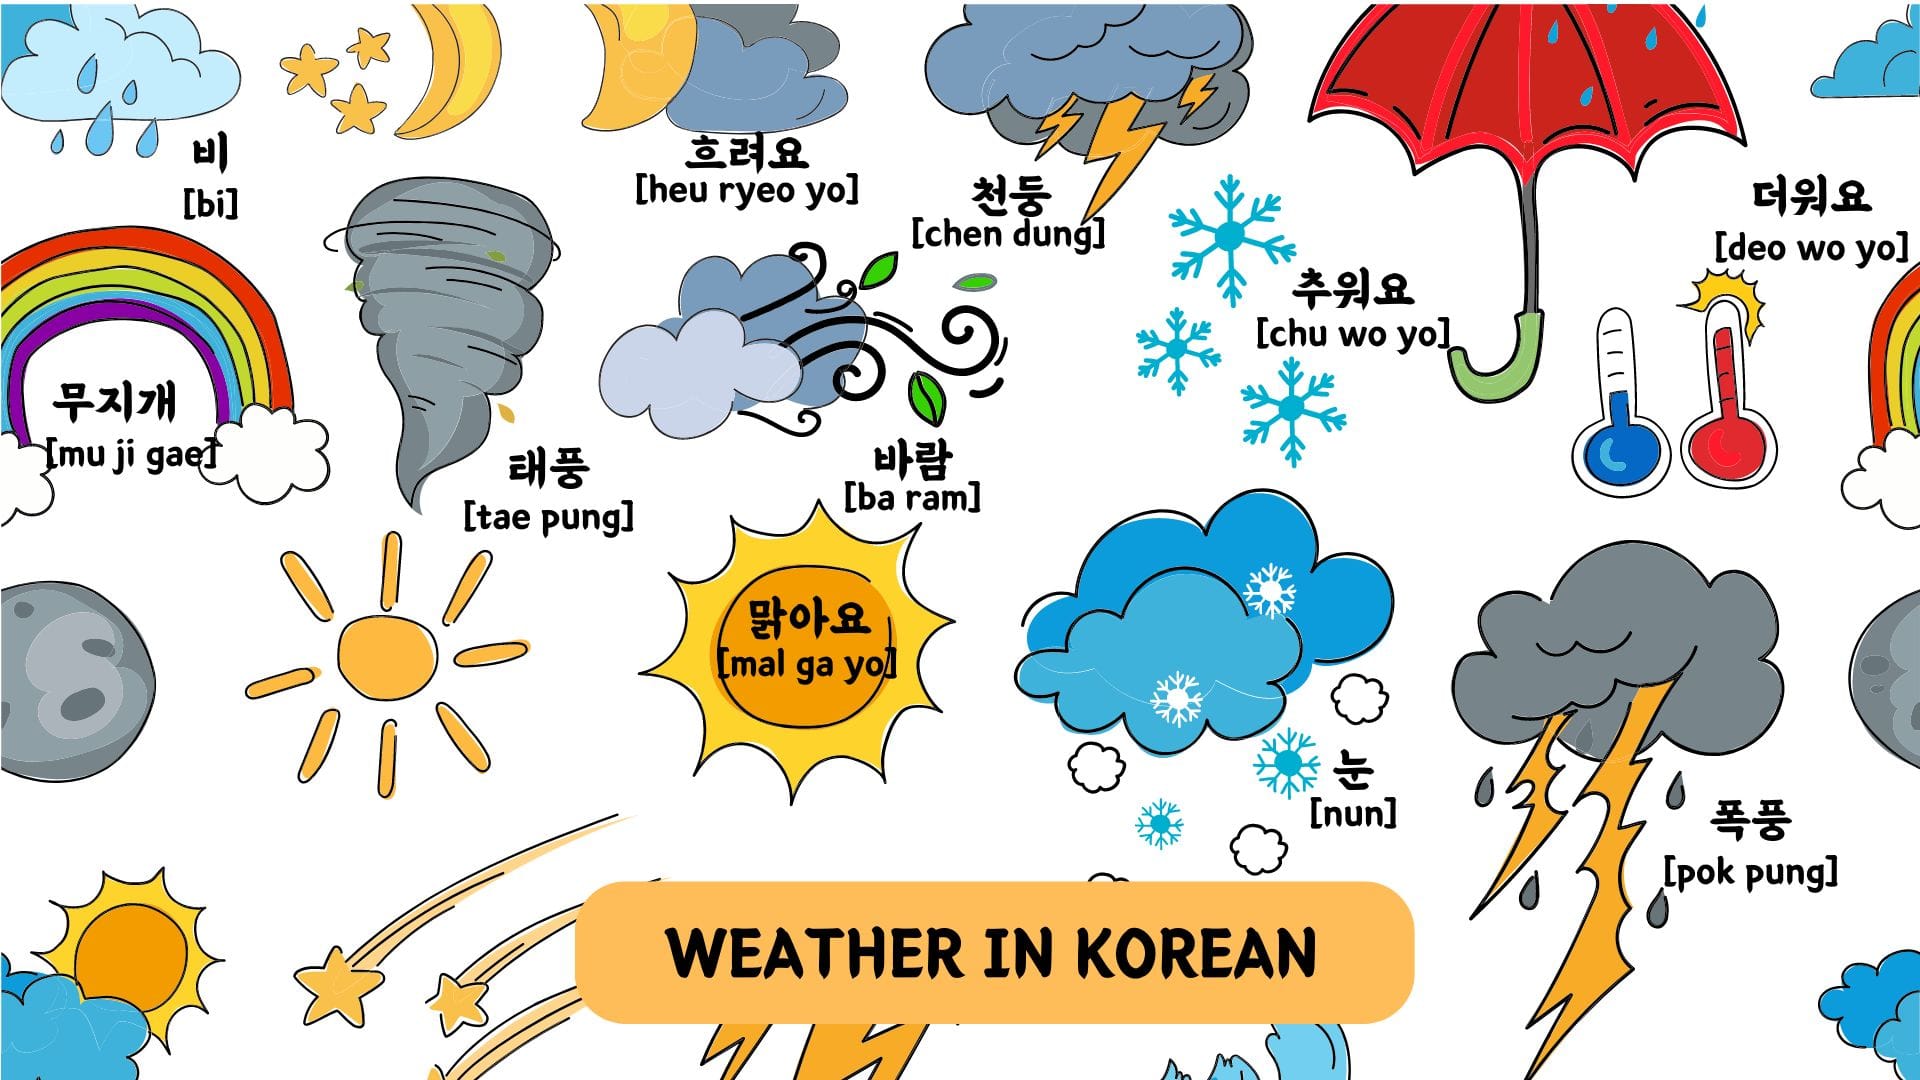 비
[bi]
흐려요
[heu ryeo yo]
천둥
[chen dung]
더워요
[deo wo yo]
추워요
[chu wo yo]
무지개
[mu ji gae]
태풍
[tae pung]
바람
[ba ram]
맑아요
[mal ga yo]
눈
[nun]
폭풍
[pok pung]
WEATHER IN KOREAN